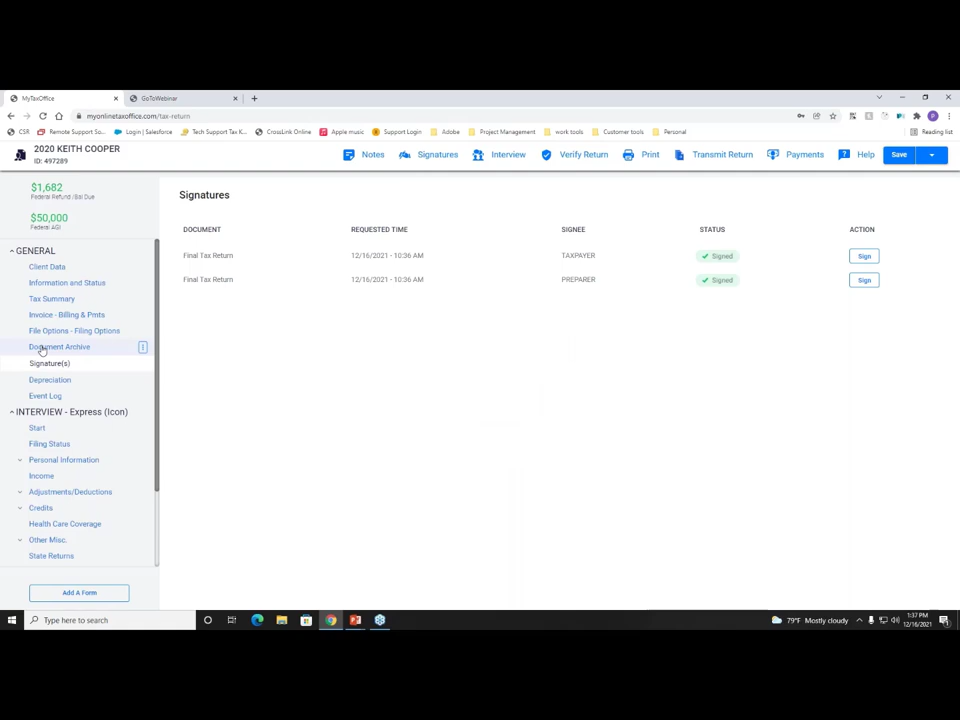 MyTaxOffice
GoToWebinar
myonlinetaxoffice.com/tax-return
CSR
Remote Support So...
Login | Salesforce
Tech Support Tax K...
CrossLink Online
Apple music
Support Login
Adobe
Project Management
work tools
Customer tools
Personal
Reading list
2020 KEITH COOPER
ID: 497289
Notes
Signatures
Interview
Verify Return
Print
Transmit Return
Payments
Help
Save
$1,682
Federal Refund /Bal Due
$50,000
Federal AGI
GENERAL
Client Data
Information and Status
Tax Summary
Invoice - Billing & Pmts
File Options - Filing Options
Document Archive
Signature(s)
Depreciation
Event Log
INTERVIEW - Express (Icon)
Start
Filing Status
Personal Information
Income
Adjustments/Deductions
Credits
Health Care Coverage
Other Misc.
State Returns
Add A Form
Signatures
DOCUMENT REQUESTED TIME SIGNEE STATUS ACTION
Final Tax Return 12/16/2021 - 10:36 AM TAXPAYER Signed Sign
Final Tax Return 12/16/2021 - 10:36 AM PREPARER Signed Sign
Type here to search
79°F Mostly cloudy
1:37 PM
12/16/2021